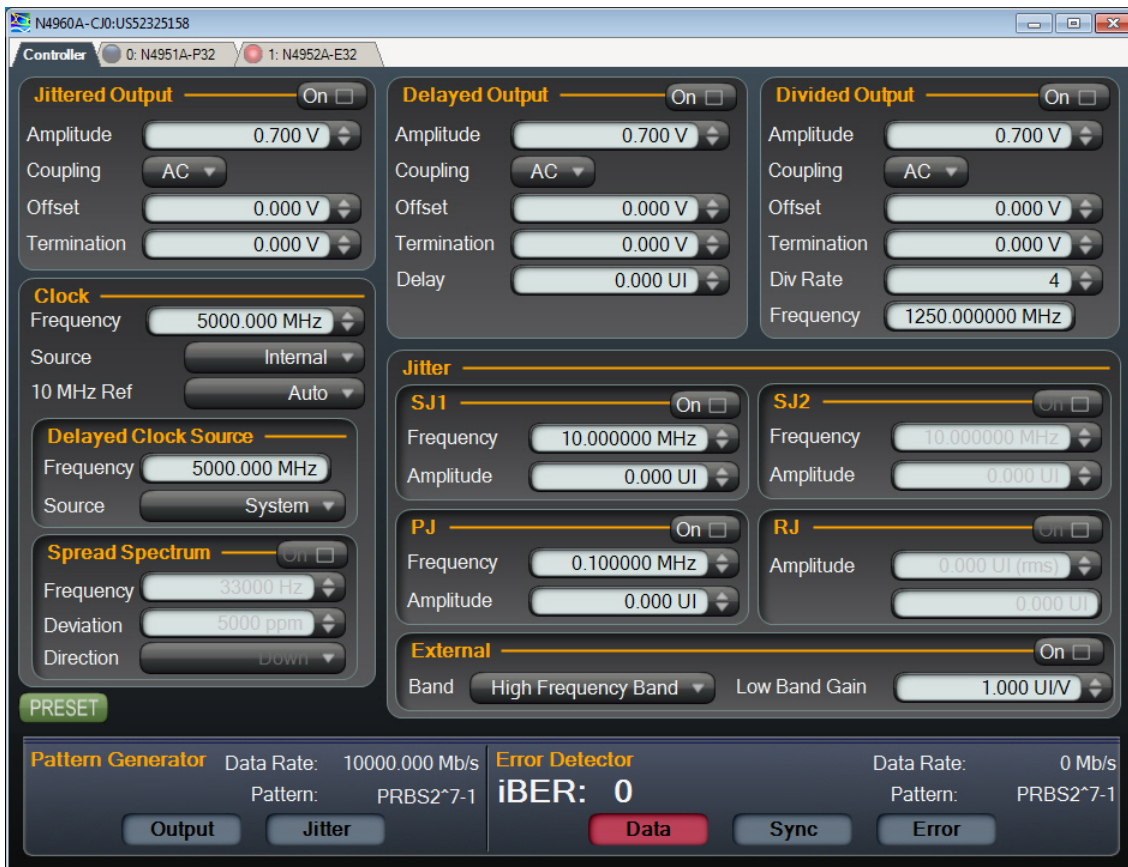 N4960A-CJ0:US52325158
Controller 0: N4951A-P32 1: N4952A-E32
Jittered Output On
Amplitude 0.700 V
Coupling AC
Offset 0.000 V
Termination 0.000 V
Delayed Output On
Amplitude 0.700 V
Coupling AC
Offset 0.000 V
Termination 0.000 V
Delay 0.000 UI
Divided Output On
Amplitude 0.700 V
Coupling AC
Offset 0.000 V
Termination 0.000 V
Div Rate 4
Frequency 1250.000000 MHz
Clock
Frequency 5000.000 MHz
Source Internal
10 MHz Ref Auto
Delayed Clock Source
Frequency 5000.000 MHz
Source System
Spread Spectrum On
Frequency 33000 Hz
Deviation 5000 ppm
Direction Down
PRESET
Jitter
SJ1 On
Frequency 10.000000 MHz
Amplitude 0.000 UI
SJ2 On
Frequency 10.000000 MHz
Amplitude 0.000 UI
PJ On
Frequency 0.100000 MHz
Amplitude 0.000 UI
RJ On
Amplitude 0.000 UI (rms)
0.000 UI
External On
Band High Frequency Band Low Band Gain 1.000 UI/V
Pattern Generator Data Rate: 10000.000 Mb/s
Pattern: PRBS2^7-1
Output Jitter
Error Detector Data Rate: 0 Mb/s
iBER: 0 Pattern: PRBS2^7-1
Data Sync Error